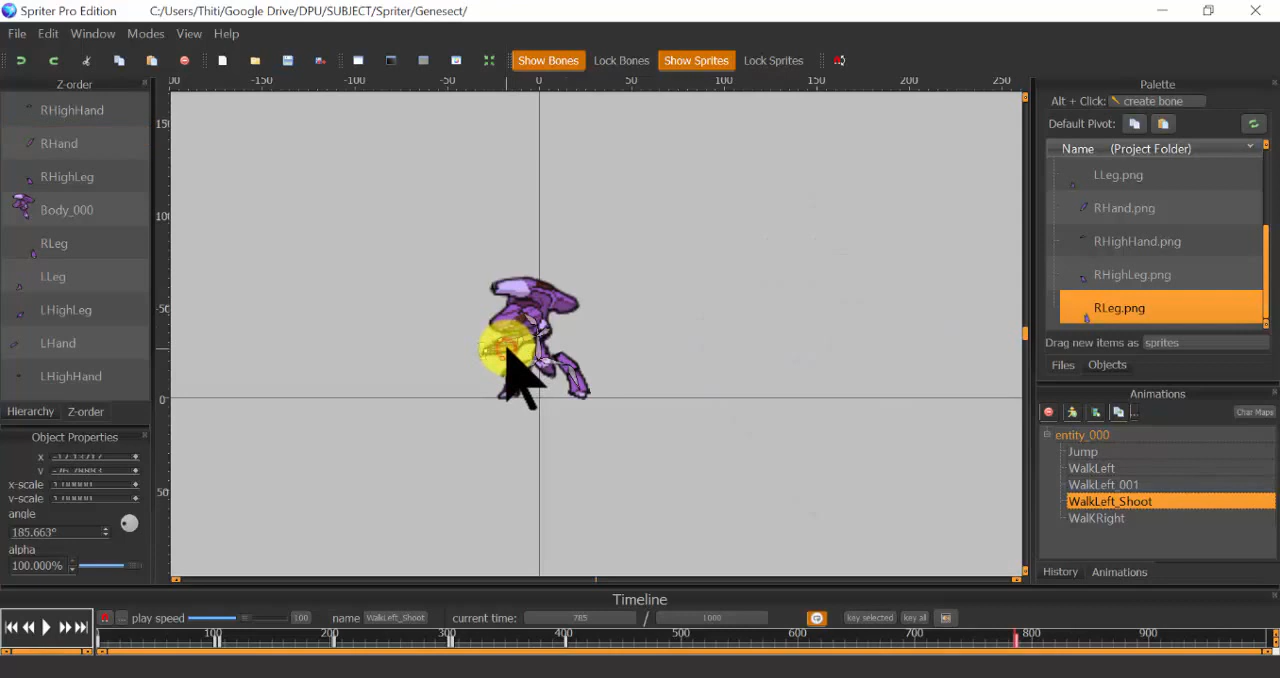 Spriter Pro Edition C:/Users/Thiti/Google Drive/DPU/SUBJECT/Spriter/Genesect/
File Edit Window Modes View Help
Show Bones Lock Bones Show Sprites Lock Sprites
Z-order
RHighHand
RHand
RHighLeg
Body_000
RLeg
LLeg
LHighLeg
LHand
LHighHand
Hierarchy Z-order
Object Properties
x
y
x-scale
y-scale
angle
185.663°
alpha
100.000%
-150 -100 -50 0 50 100 150 200 250
-50
0
50
Palette
Alt + Click: create bone
Default Pivot:
Name (Project Folder)
LLeg.png
RHand.png
RHighHand.png
RHighLeg.png
RLeg.png
Drag new items as sprites
Files Objects
Animations
Char Maps
entity_000
Jump
WalkLeft
WalkLeft_001
WalkLeft_Shoot
WalKRight
History Animations
Timeline
play speed 100 name WalkLeft_Shoot current time: 785 / 1000 key selected key all
100 200 300 400 500 600 700 800 900